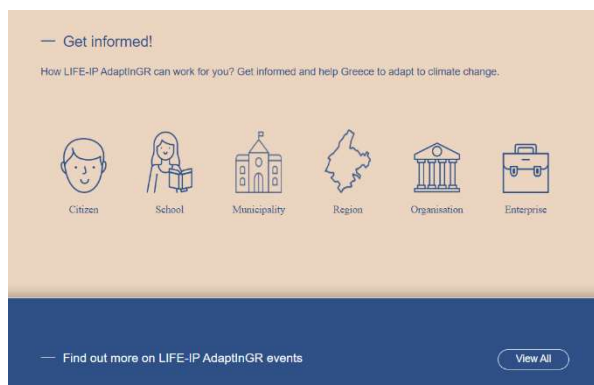 — Get informed!
How LIFE-IP AdaptInGR can work for you? Get informed and help Greece to adapt to climate change.
Citizen School Municipality Region Organisation Enterprise
— Find out more on LIFE-IP AdaptInGR events View All